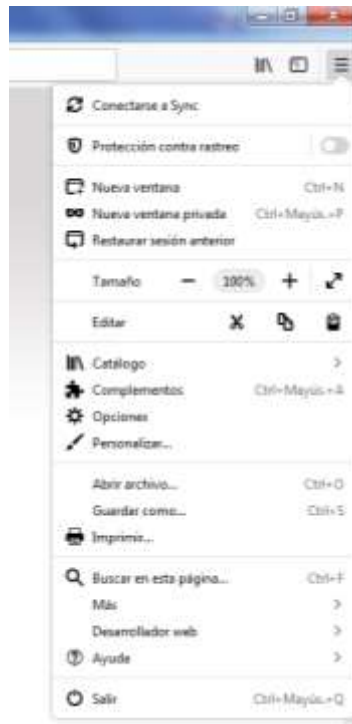 Conectarse a Sync
Protección contra rastreo
Nueva ventana Ctrl+N
Nueva ventana privada Ctrl+Mayús.+P
Restaurar sesión anterior
Tamaño — 100% +
Editar
Catálogo >
Complementos Ctrl+Mayús.+A
Opciones
Personalizar...
Abrir archivo... Ctrl+O
Guardar como... Ctrl+S
Imprimir...
Buscar en esta página... Ctrl+F
Más >
Desarrollador web >
Ayuda >
Salir Ctrl+Mayús.+Q